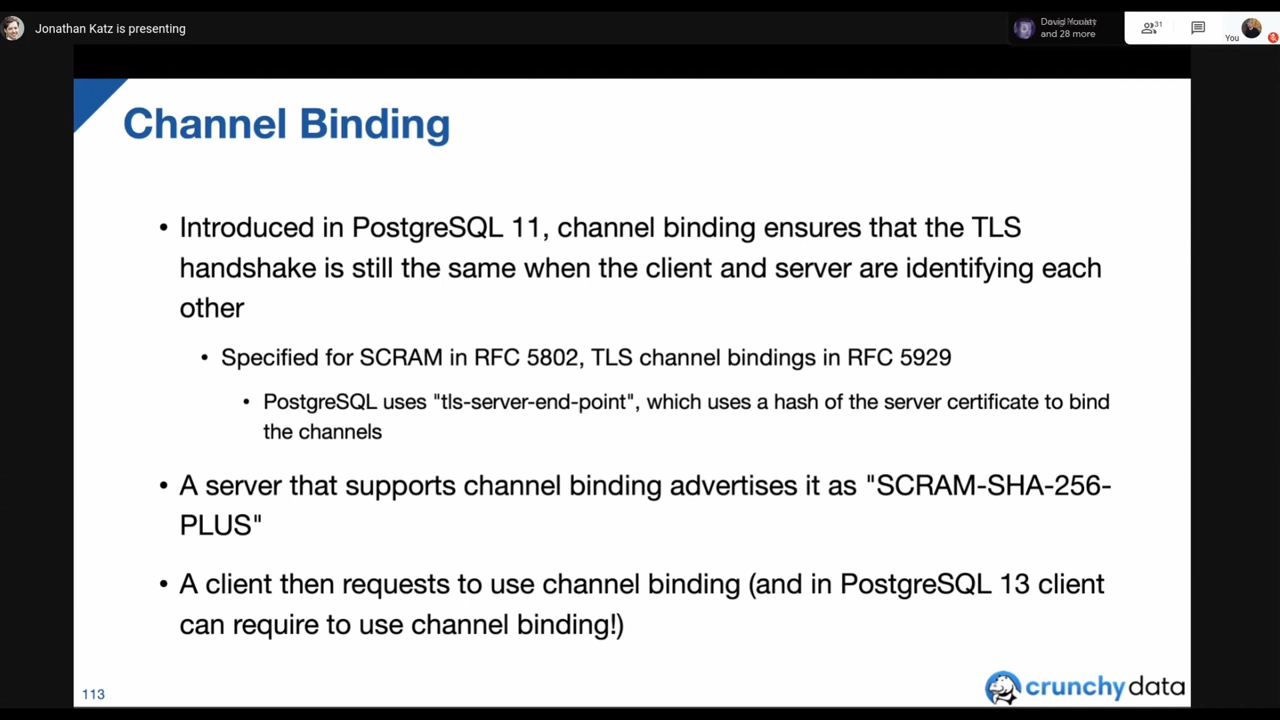 Jonathan Katz is presenting
and 28 more
31
You
Channel Binding
• Introduced in PostgreSQL 11, channel binding ensures that the TLS
handshake is still the same when the client and server are identifying each
other
• Specified for SCRAM in RFC 5802, TLS channel bindings in RFC 5929
• PostgreSQL uses "tls-server-end-point", which uses a hash of the server certificate to bind
the channels
• A server that supports channel binding advertises it as "SCRAM-SHA-256-
PLUS"
• A client then requests to use channel binding (and in PostgreSQL 13 client
can require to use channel binding!)
113
crunchydata